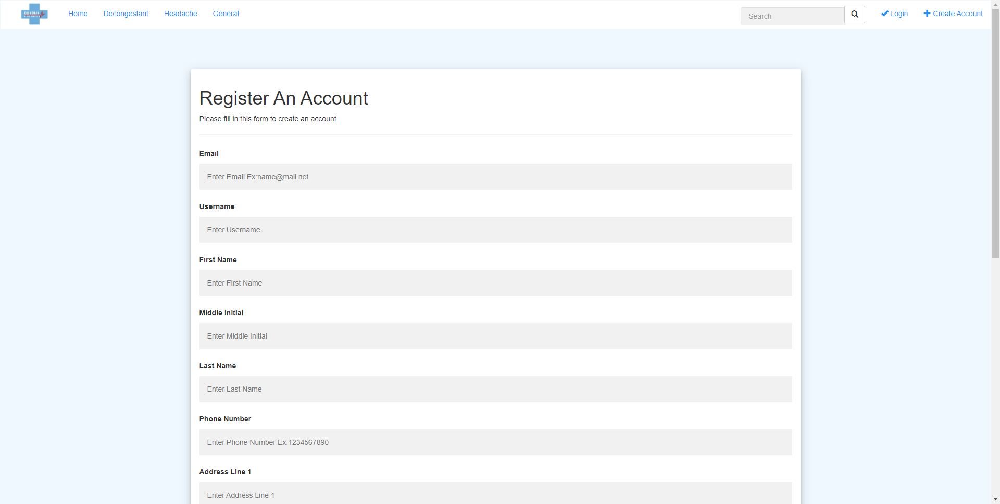 Home Decongestant Headache General Search Login Create Account
Register An Account
Please fill in this form to create an account.
Email
Enter Email Ex:name@mail.net
Username
Enter Username
First Name
Enter First Name
Middle Initial
Enter Middle Initial
Last Name
Enter Last Name
Phone Number
Enter Phone Number Ex:1234567890
Address Line 1
Enter Address Line 1